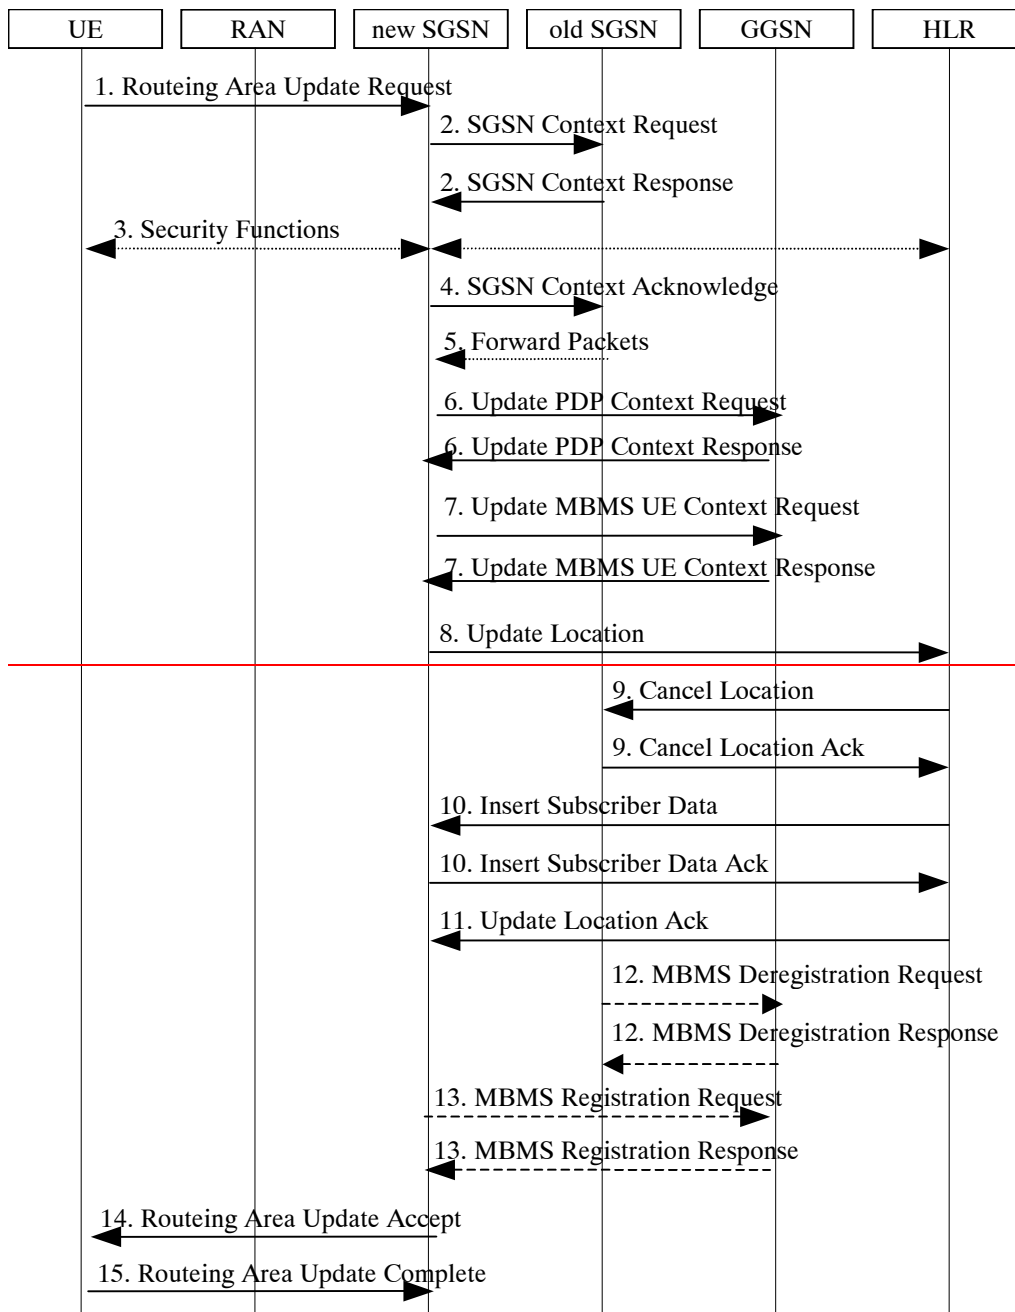 UE RAN new SGSN old SGSN GGSN HLR
1. Routeing Area Update Request
2. SGSN Context Request
2. SGSN Context Response
3. Security Functions
4. SGSN Context Acknowledge
5. Forward Packets
6. Update PDP Context Request
6. Update PDP Context Response
7. Update MBMS UE Context Request
7. Update MBMS UE Context Response
8. Update Location
9. Cancel Location
9. Cancel Location Ack
10. Insert Subscriber Data
10. Insert Subscriber Data Ack
11. Update Location Ack
12. MBMS Deregistration Request
12. MBMS Deregistration Response
13. MBMS Registration Request
13. MBMS Registration Response
14. Routeing Area Update Accept
15. Routeing Area Update Complete